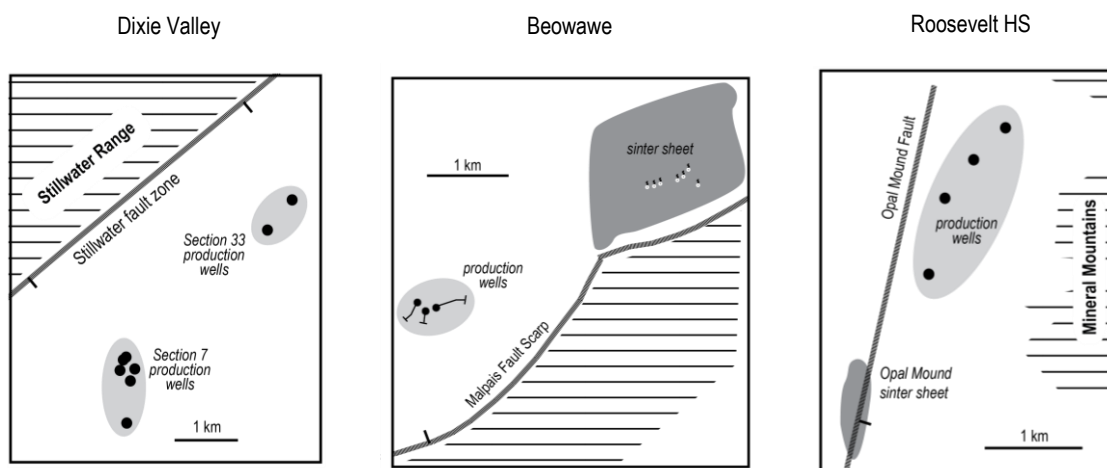 Dixie Valley
Stillwater Range
Stillwater fault zone
Section 33
production
wells
Section 7
production
wells
1 km
Beowawe
sinter sheet
1 km
production
wells
Malpais Fault Scarp
Roosevelt HS
Opal Mound Fault
production
wells
Mineral Mountains
Opal Mound
sinter sheet
1 km